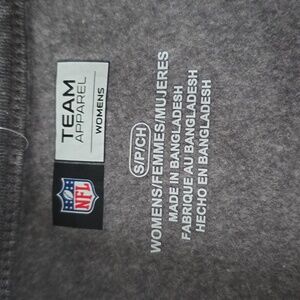 TEAM
APPAREL
WOMENS
NFL
S/P/CH
WOMENS/FEMMES/MUJERES
MADE IN BANGLADESH
FABRIQUE AU BANGLADESH
HECHO EN BANGLADESH